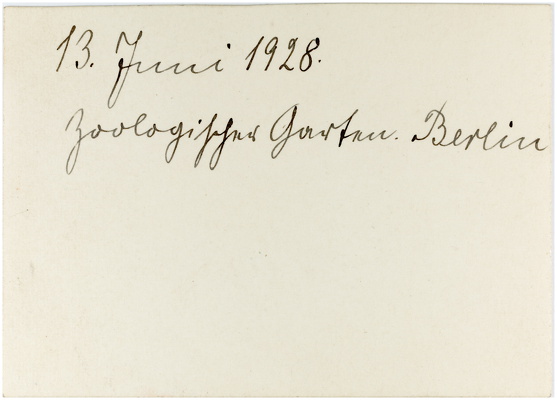 13. Juni 1928.
Zoologischer Garten. Berlin